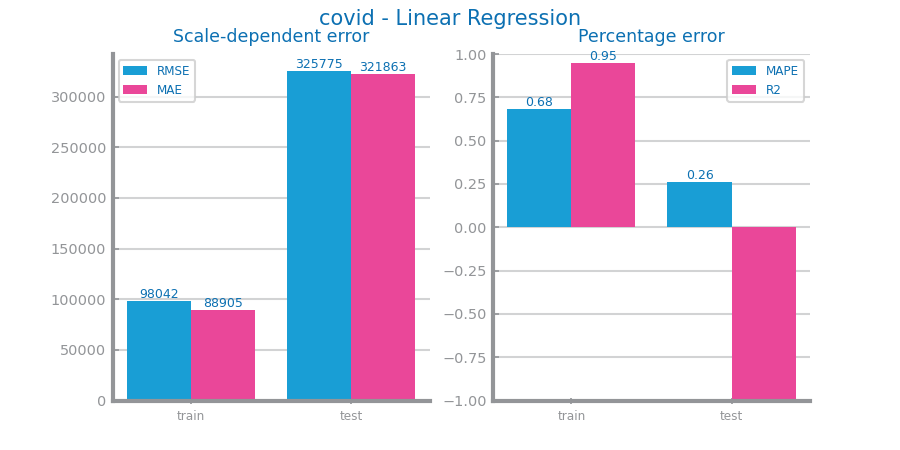 covid - Linear Regression
Scale-dependent error
RMSE
MAE
300000
250000
200000
150000
100000
50000
0
98042
88905
325775
321863
train
test
Percentage error
MAPE
R2
1.00
0.75
0.50
0.25
0.00
−0.25
−0.50
−0.75
−1.00
0.68
0.95
0.26
train
test